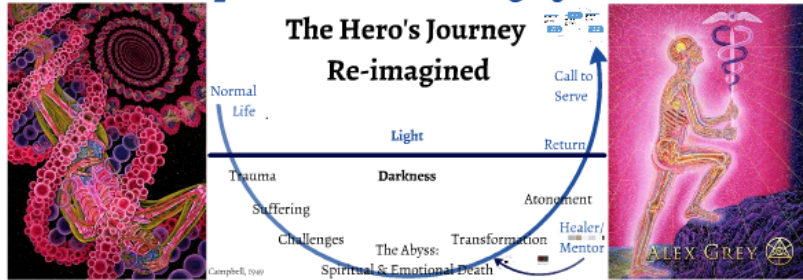 The Hero's Journey
Re-imagined
Normal
Life
Call to
Serve
Light
Return
Trauma
Darkness
Suffering
Atonement
Challenges
The Abyss:
Transformation
Healer/
Mentor
Spiritual & Emotional Death
Campbell, 1949
ALEX GREY